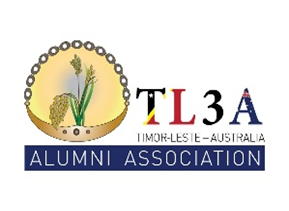 TL3A
TIMOR-LESTE – AUSTRALIA
ALUMNI ASSOCIATION